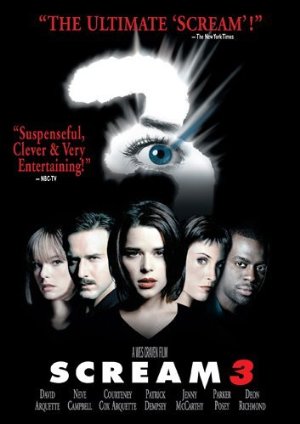 "THE ULTIMATE 'SCREAM'!"
— The New York Times
"Suspenseful,
Clever & Very
Entertaining!"
— NBC-TV
3
A WES CRAVEN FILM
SCREAM 3
DAVID ARQUETTE
NEVE CAMPBELL
COURTENEY COX ARQUETTE
PATRICK DEMPSEY
JENNY McCARTHY
PARKER POSEY
DEON RICHMOND